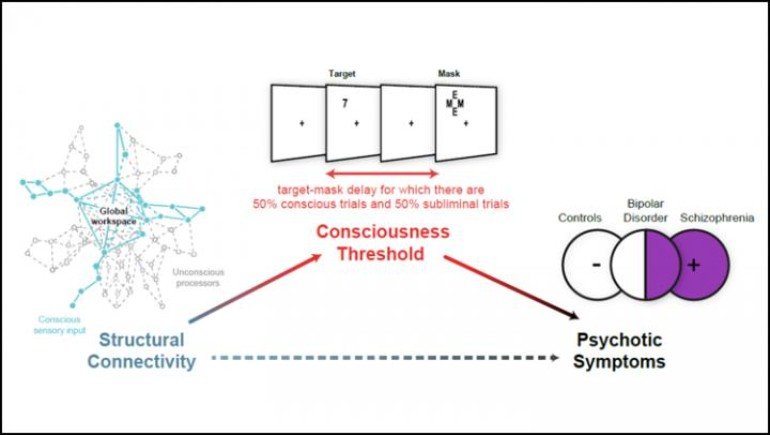 Target
Mask
7
E
M M
E
+
+
+
+
target-mask delay for which there are
50% conscious trials and 50% subliminal trials
Consciousness
Threshold
Global
workspace
Unconscious
processors
Conscious
sensory input
Controls
Bipolar
Disorder
Schizophrenia
-
+
Structural
Connectivity
Psychotic
Symptoms